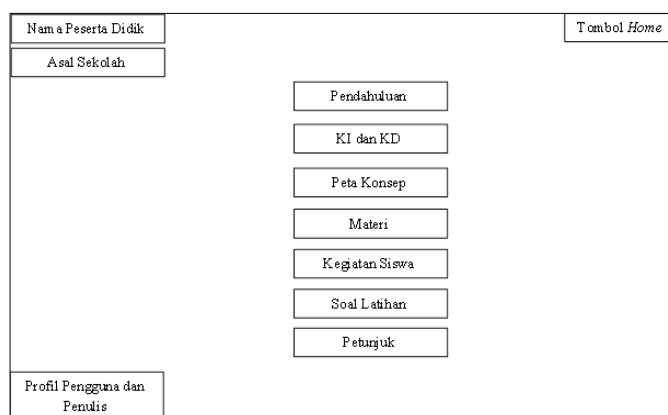 Nama Peserta Didik
Tombol Home
Asal Sekolah
Pendahuluan
KI dan KD
Peta Konsep
Materi
Kegiatan Siswa
Soal Latihan
Petunjuk
Profil Pengguna dan
Penulis